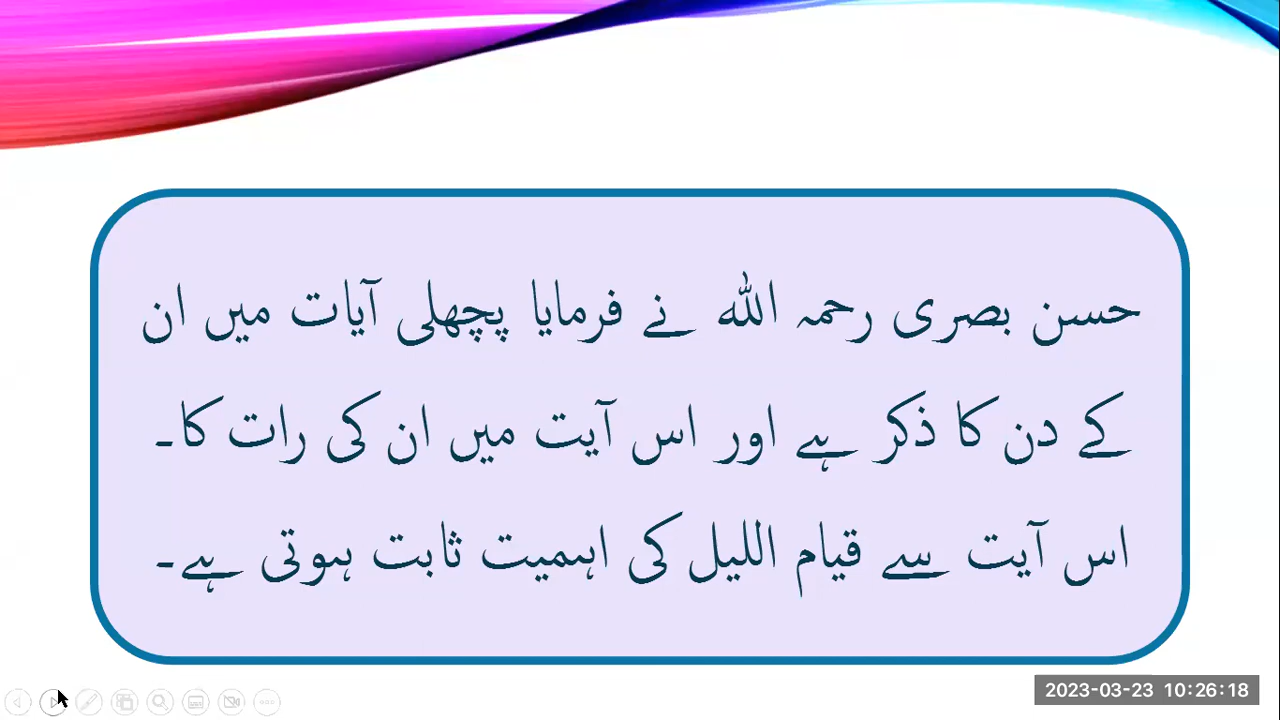 حسن بصری رحمہ اللہ نے فرمایا پچھلی آیات میں ان
کے دن کا ذکر ہے اور اس آیت میں ان کی رات کا۔
اس آیت سے قیام اللیل کی اہمیت ثابت ہوتی ہے۔
2023-03-23 10:26:18